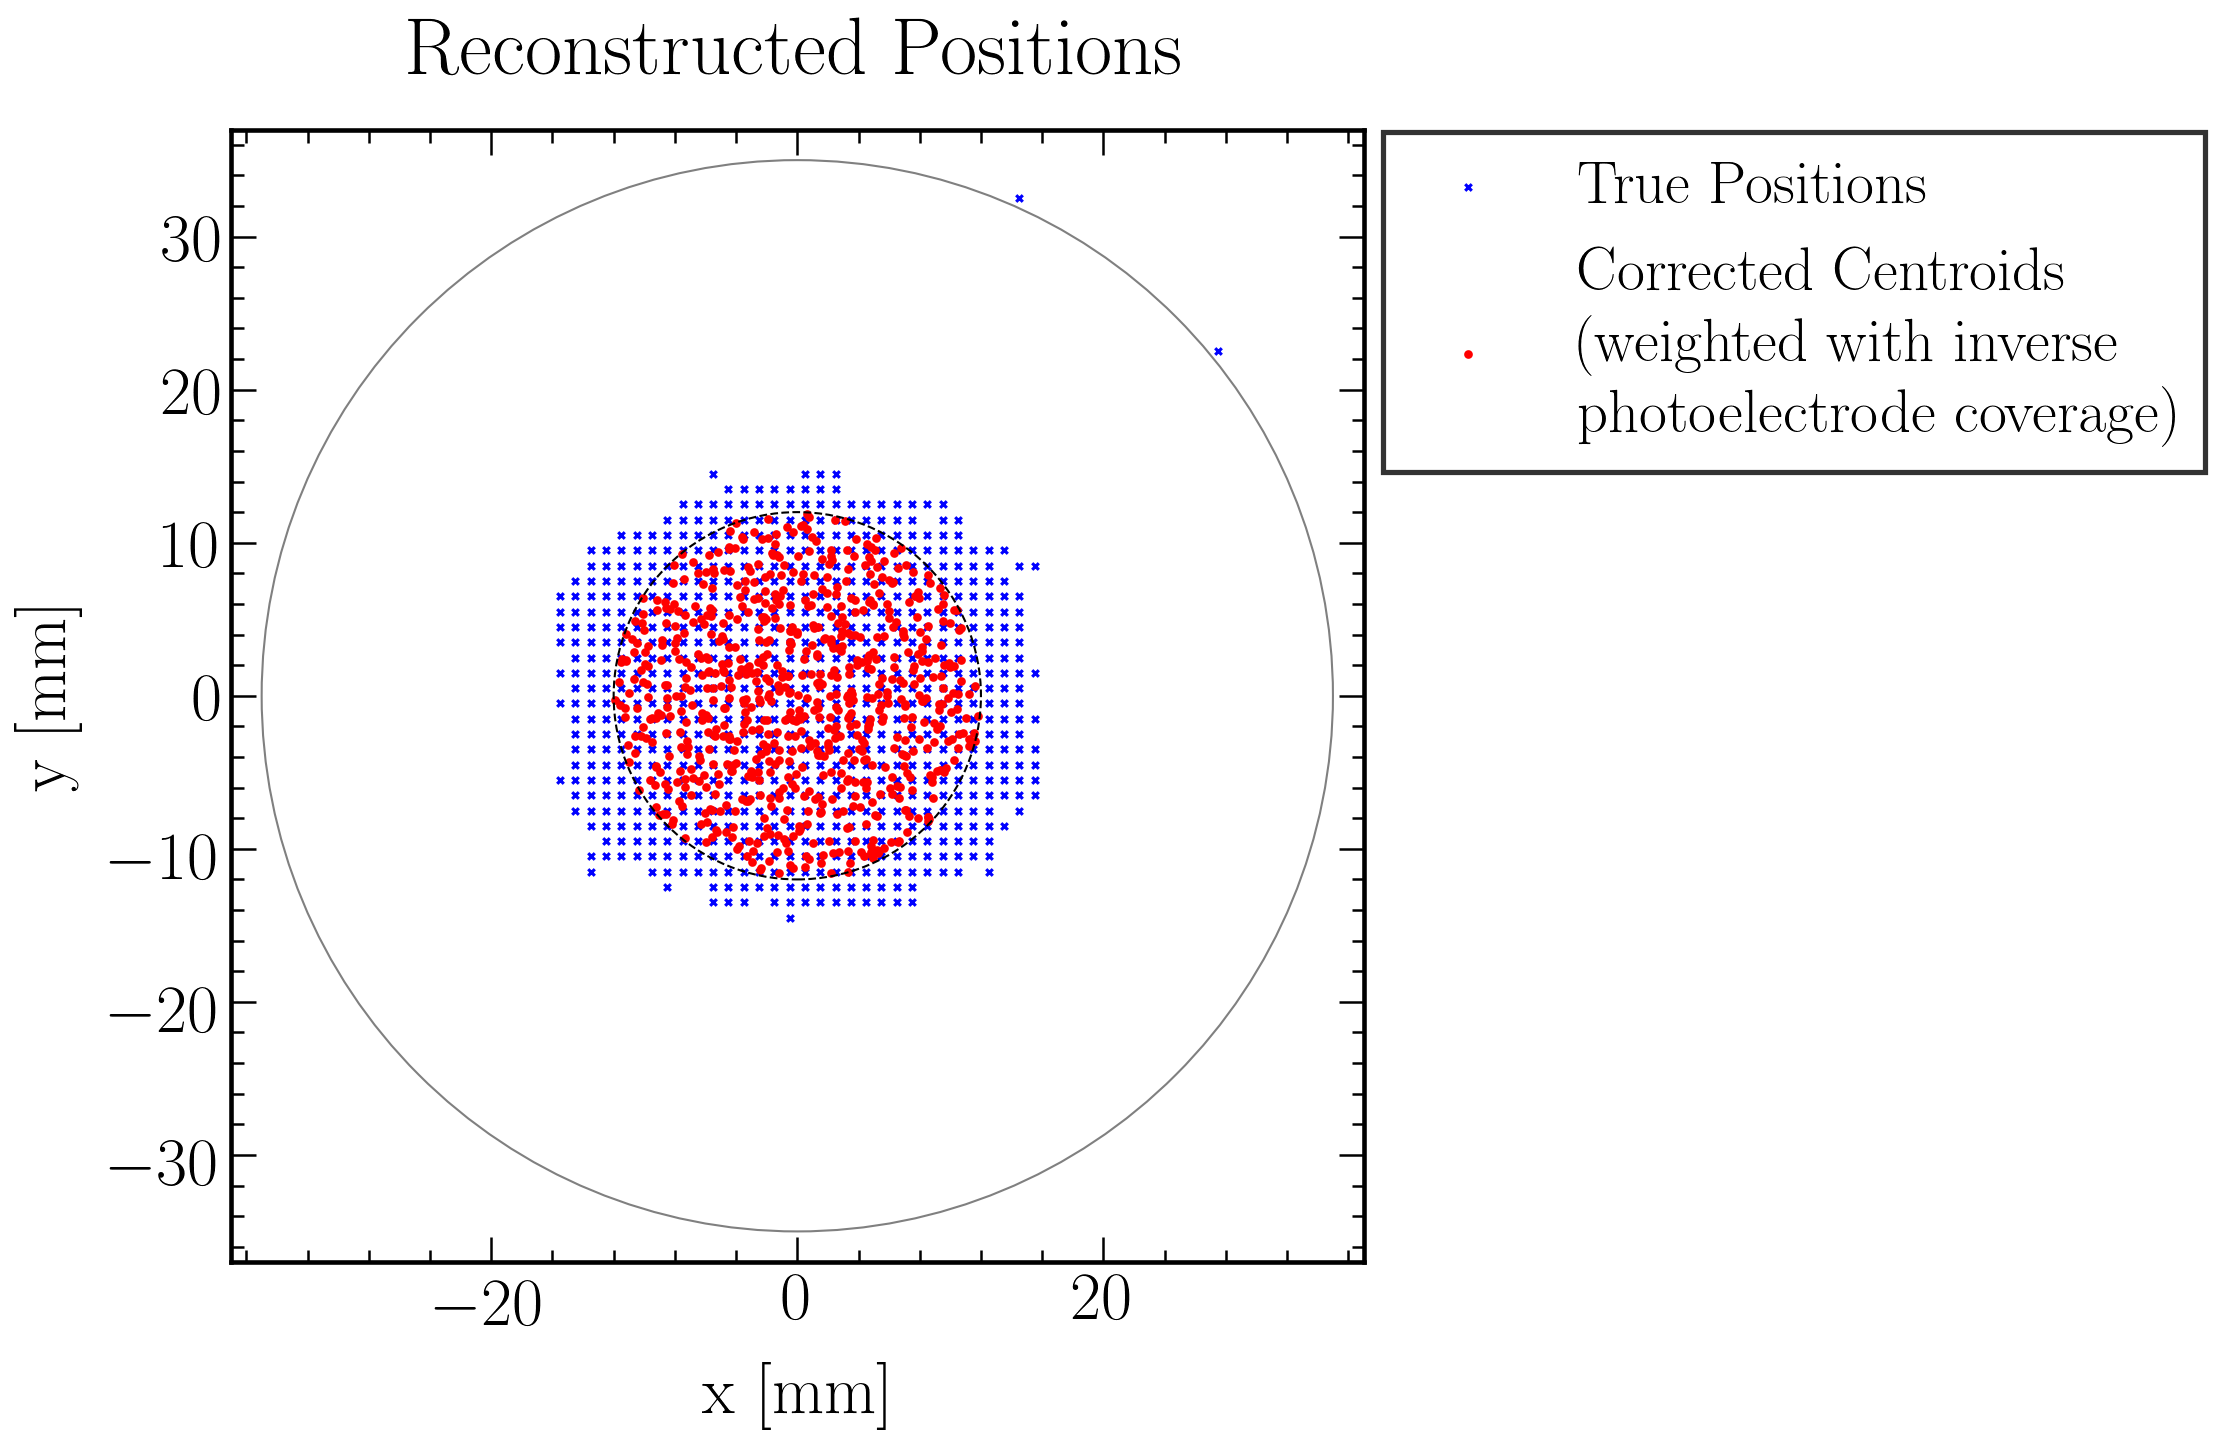 Reconstructed Positions
True Positions
Corrected Centroids
(weighted with inverse
photoelectrode coverage)
30
20
10
0
−10
−20
−30
y [mm]
−20 0 20
x [mm]